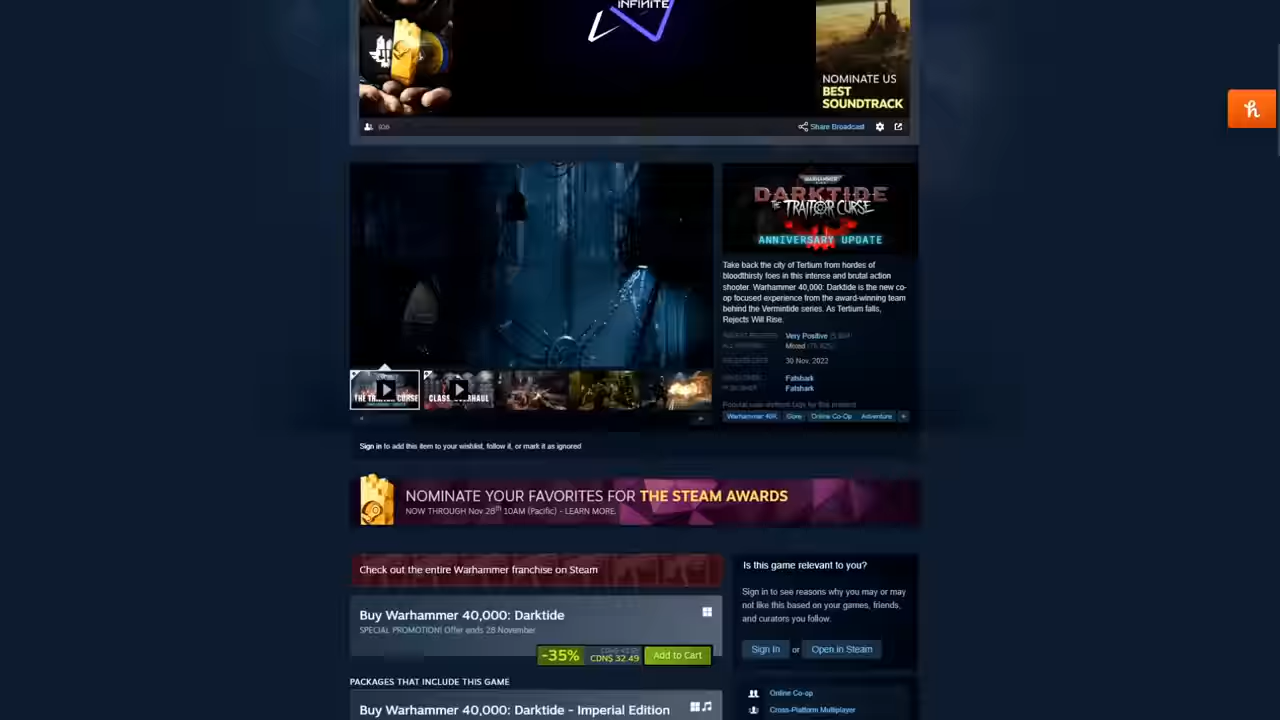 INFINITE
NOMINATE US
BEST
SOUNDTRACK
Share Broadcast
WARHAMMER
DARKTIDE
THE TRAITOR CURSE
ANNIVERSARY UPDATE
Take back the city of Tertium from hordes of
bloodthirsty foes in this intense and brutal action
shooter. Warhammer 40,000: Darktide is the new co-
op focused experience from the award-winning team
behind the Vermintide series. As Tertium falls,
Rejects Will Rise.
Very Positive
Mixed
30 Nov, 2022
Fatshark
Fatshark
Warhammer 40K Gore Online Co-Op Adventure +
THE TRAITOR CURSE
CLASS OVERHAUL
Sign in to add this item to your wishlist, follow it, or mark it as ignored
NOMINATE YOUR FAVORITES FOR THE STEAM AWARDS
NOW THROUGH Nov 28th 10AM (Pacific) - LEARN MORE.
Check out the entire Warhammer franchise on Steam
Buy Warhammer 40,000: Darktide
SPECIAL PROMOTION! Offer ends 28 November
-35% CDN$ 32.49 Add to Cart
PACKAGES THAT INCLUDE THIS GAME
Buy Warhammer 40,000: Darktide - Imperial Edition
Is this game relevant to you?
Sign in to see reasons why you may or may
not like this based on your games, friends,
and curators you follow.
Sign In or Open in Steam
Online Co-op
Cross-Platform Multiplayer